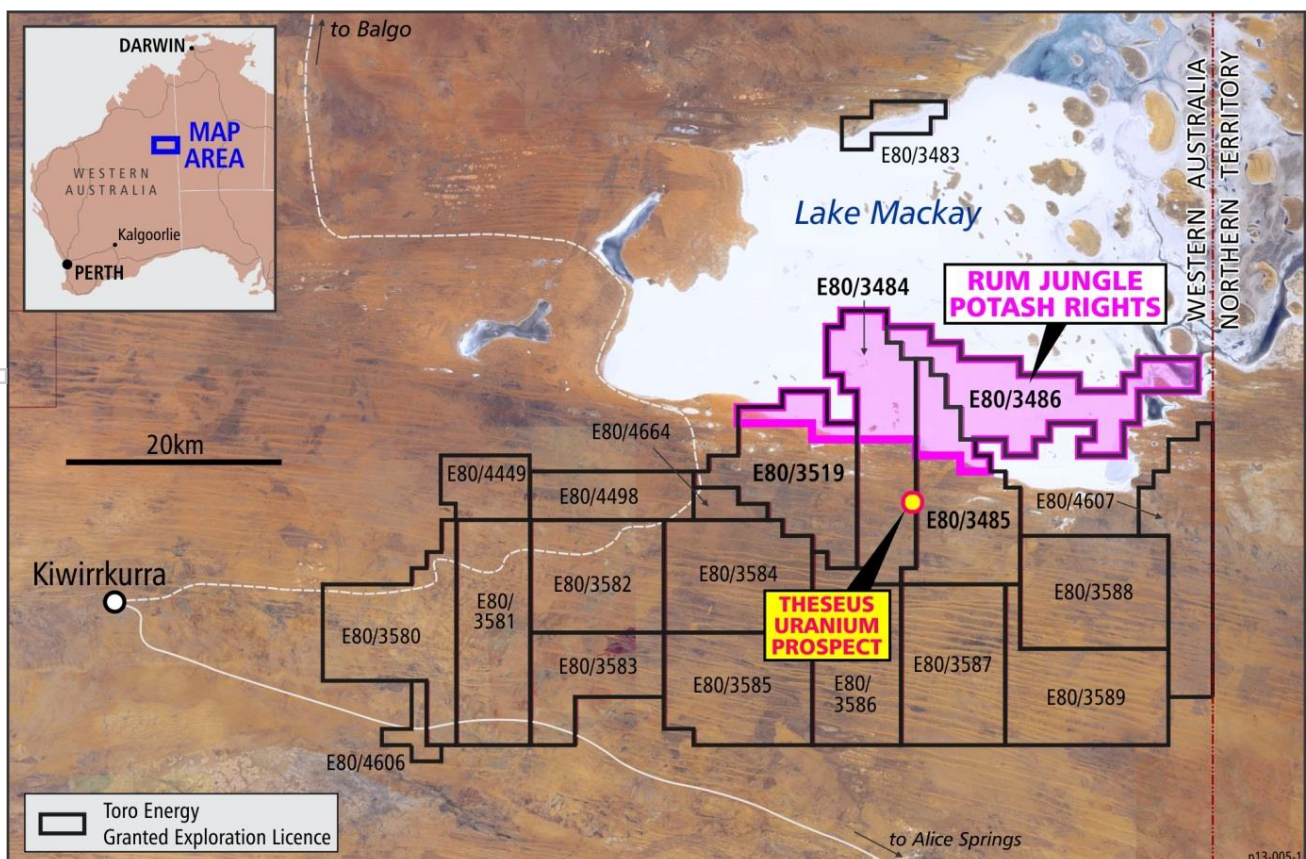 to Balgo
DARWIN
MAP
AREA
WESTERN
AUSTRALIA
Kalgoorlie
PERTH
WESTERN AUSTRALIA
NORTHERN TERRITORY
E80/3483
Lake Mackay
E80/3484
RUM JUNGLE
POTASH RIGHTS
E80/3486
20km
E80/4664
E80/4449
E80/4498
E80/3519
E80/3485
E80/4607
Kiwirrkurra
E80/3580
E80/
3581
E80/3582
E80/3584
E80/3583
E80/3585
THESEUS
URANIUM
PROSPECT
E80/
3586
E80/3587
E80/3588
E80/3589
E80/4606
Toro Energy
Granted Exploration Licence
to Alice Springs
n13-005-1